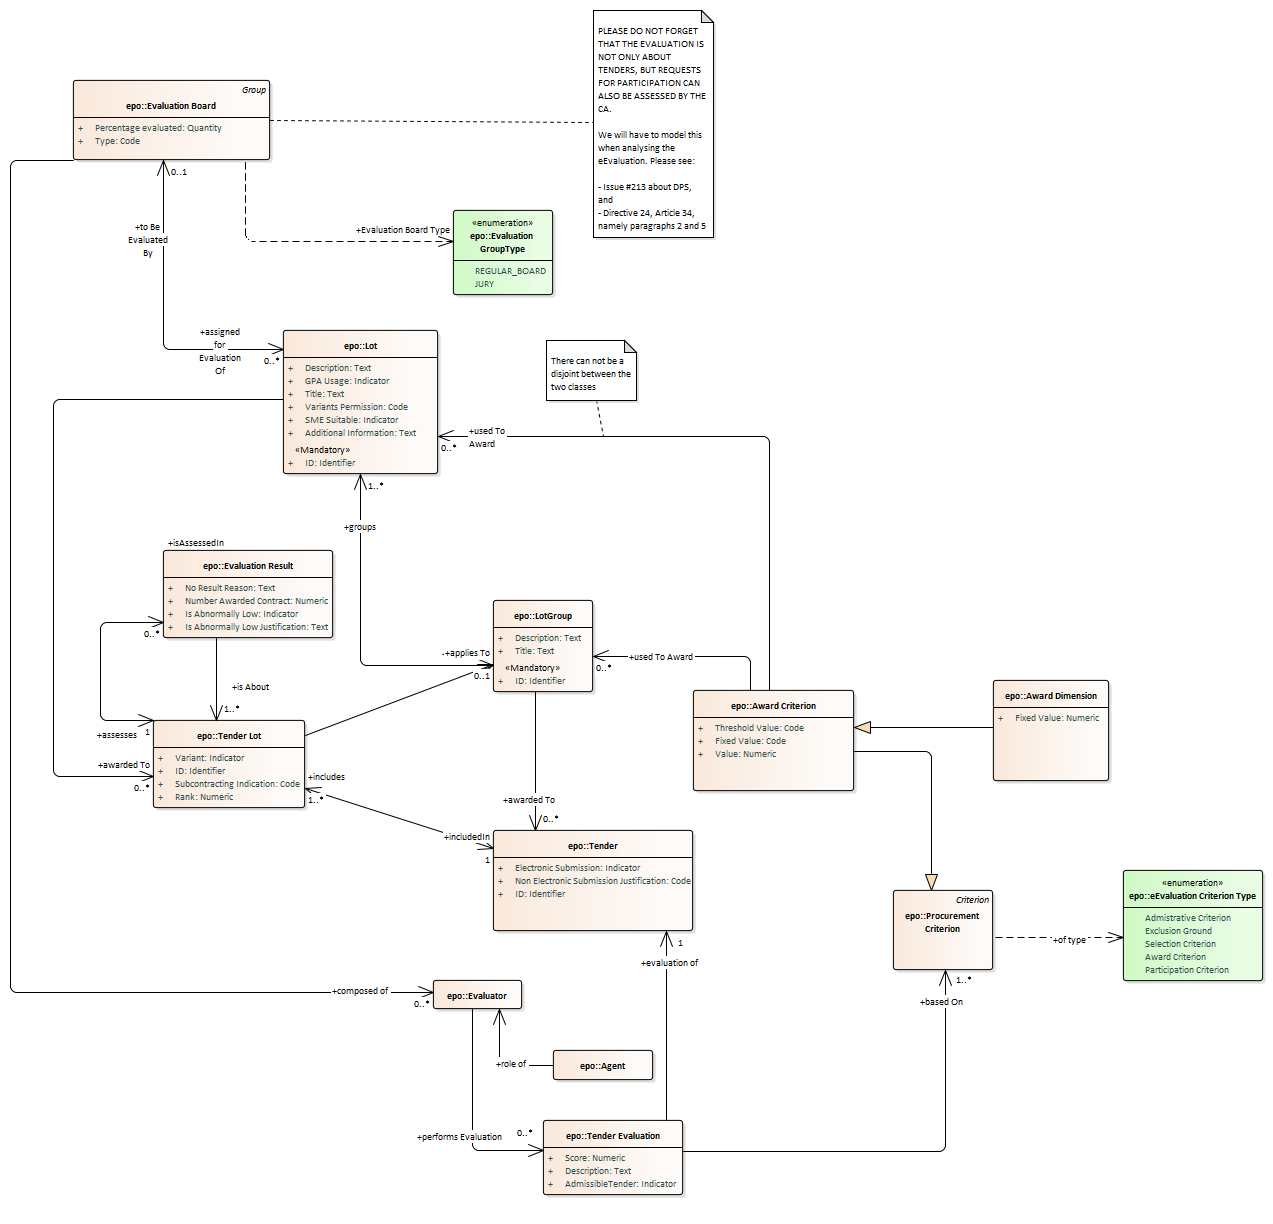 PLEASE DO NOT FORGET
THAT THE EVALUATION IS
NOT ONLY ABOUT
TENDERS, BUT REQUESTS
FOR PARTICIPATION CAN
ALSO BE ASSESSED BY THE
CA.
We will have to model this
when analysing the
eEvaluation. Please see:
- Issue #213 about DPS,
and
- Directive 24, Article 34,
namely paragraphs 2 and 5
Group
epo::Evaluation Board
+ Percentage evaluated: Quantity
+ Type: Code
0..1
+to Be
Evaluated
By
+Evaluation Board Type
«enumeration»
epo::Evaluation
GroupType
REGULAR_BOARD
JURY
+assigned
for
Evaluation
Of
0..*
epo::Lot
+ Description: Text
+ GPA Usage: Indicator
+ Title: Text
+ Variants Permission: Code
+ SME Suitable: Indicator
+ Additional Information: Text
«Mandatory»
+ ID: Identifier
There can not be a
disjoint between the
two classes
+used To
Award
0..*
1..*
+groups
+isAssessedIn
epo::Evaluation Result
+ No Result Reason: Text
+ Number Awarded Contract: Numeric
+ Is Abnormally Low: Indicator
+ Is Abnormally Low Justification: Text
0..*
+is About
1..*
+assesses
1
+awarded To
0..*
epo::Tender Lot
+ Variant: Indicator
+ ID: Identifier
+ Subcontracting Indication: Code
+ Rank: Numeric
+applies To
0..1
epo::LotGroup
+ Description: Text
+ Title: Text
«Mandatory»
+ ID: Identifier
+used To Award
0..*
epo::Award Criterion
+ Threshold Value: Code
+ Fixed Value: Code
+ Value: Numeric
epo::Award Dimension
+ Fixed Value: Numeric
+includes
1..*
+includedIn
1
+awarded To
0..*
epo::Tender
+ Electronic Submission: Indicator
+ Non Electronic Submission Justification: Code
+ ID: Identifier
1
+evaluation of
Criterion
epo::Procurement
Criterion
+of type
«enumeration»
epo::eEvaluation Criterion Type
Admistrative Criterion
Exclusion Ground
Selection Criterion
Award Criterion
Participation Criterion
1..*
+based On
+composed of
0..*
epo::Evaluator
+role of
epo::Agent
+performs Evaluation
0..*
epo::Tender Evaluation
+ Score: Numeric
+ Description: Text
+ AdmissibleTender: Indicator